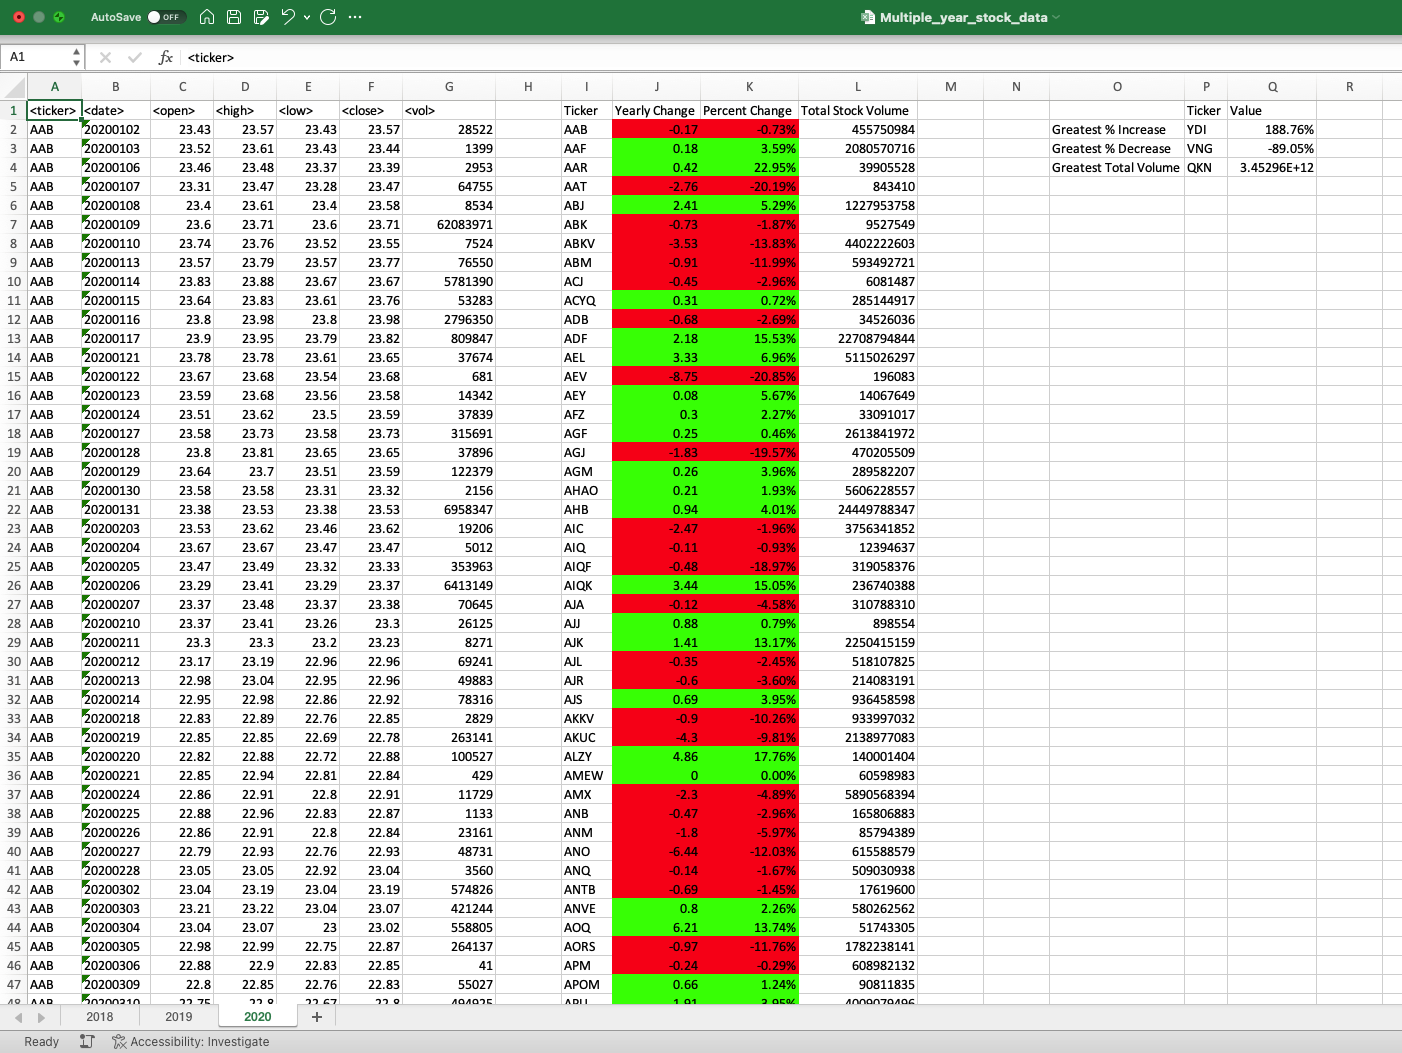 AutoSave OFF Multiple_year_stock_data
A1 fx <ticker>
A B C D E F G H I J K L M N O P Q R
1 <ticker> <date> <open> <high> <low> <close> <vol> Ticker Yearly Change Percent Change Total Stock Volume Ticker Value
2 AAB 20200102 23.43 23.57 23.43 23.57 28522 AAB -0.17 -0.73% 455750984 Greatest % Increase YDI 188.76%
3 AAB 20200103 23.52 23.61 23.43 23.44 1399 AAF 0.18 3.59% 2080570716 Greatest % Decrease VNG -89.05%
4 AAB 20200106 23.46 23.48 23.37 23.39 2953 AAR 0.42 22.95% 39905528 Greatest Total Volume QKN 3.45296E+12
5 AAB 20200107 23.31 23.47 23.28 23.47 64755 AAT -2.76 -20.19% 843410
6 AAB 20200108 23.4 23.61 23.4 23.58 8534 ABJ 2.41 5.29% 1227953758
7 AAB 20200109 23.6 23.71 23.6 23.71 62083971 ABK -0.73 -1.87% 9527549
8 AAB 20200110 23.74 23.76 23.52 23.55 7524 ABKV -3.53 -13.83% 4402222603
9 AAB 20200113 23.57 23.79 23.57 23.77 76550 ABM -0.91 -11.99% 593492721
10 AAB 20200114 23.83 23.88 23.67 23.67 5781390 ACJ -0.45 -2.96% 6081487
11 AAB 20200115 23.64 23.83 23.61 23.76 53283 ACYQ 0.31 0.72% 285144917
12 AAB 20200116 23.8 23.98 23.8 23.98 2796350 ADB -0.68 -2.69% 34526036
13 AAB 20200117 23.9 23.95 23.79 23.82 809847 ADF 2.18 15.53% 22708794844
14 AAB 20200121 23.78 23.78 23.61 23.65 37674 AEL 3.33 6.96% 5115026297
15 AAB 20200122 23.67 23.68 23.54 23.68 681 AEV -8.75 -20.85% 196083
16 AAB 20200123 23.59 23.68 23.56 23.58 14342 AEY 0.08 5.67% 14067649
17 AAB 20200124 23.51 23.62 23.5 23.59 37839 AFZ 0.3 2.27% 33091017
18 AAB 20200127 23.58 23.73 23.58 23.73 315691 AGF 0.25 0.46% 2613841972
19 AAB 20200128 23.8 23.81 23.65 23.65 37896 AGJ -1.83 -19.57% 470205509
20 AAB 20200129 23.64 23.7 23.51 23.59 122379 AGM 0.26 3.96% 289582207
21 AAB 20200130 23.58 23.58 23.31 23.32 2156 AHAO 0.21 1.93% 5606228557
22 AAB 20200131 23.38 23.53 23.38 23.53 6958347 AHB 0.94 4.01% 24449788347
23 AAB 20200203 23.53 23.62 23.46 23.62 19206 AIC -2.47 -1.96% 3756341852
24 AAB 20200204 23.67 23.67 23.47 23.47 5012 AIQ -0.11 -0.93% 12394637
25 AAB 20200205 23.47 23.49 23.32 23.33 353963 AIQF -0.48 -18.97% 319058376
26 AAB 20200206 23.29 23.41 23.29 23.37 6413149 AIQK 3.44 15.05% 236740388
27 AAB 20200207 23.37 23.48 23.37 23.38 70645 AJA -0.12 -4.58% 310788310
28 AAB 20200210 23.37 23.41 23.26 23.3 26125 AJJ 0.88 0.79% 898554
29 AAB 20200211 23.3 23.3 23.2 23.23 8271 AJK 1.41 13.17% 2250415159
30 AAB 20200212 23.17 23.19 22.96 22.96 69241 AJL -0.35 -2.45% 518107825
31 AAB 20200213 22.98 23.04 22.95 22.96 49883 AJR -0.6 -3.60% 214083191
32 AAB 20200214 22.95 22.98 22.86 22.92 78316 AJS 0.69 3.95% 936458598
33 AAB 20200218 22.83 22.89 22.76 22.85 2829 AKKV -0.9 -10.26% 933997032
34 AAB 20200219 22.85 22.85 22.69 22.78 263141 AKUC -4.3 -9.81% 2138977083
35 AAB 20200220 22.82 22.88 22.72 22.88 100527 ALZY 4.86 17.76% 140001404
36 AAB 20200221 22.85 22.94 22.81 22.84 429 AMEW 0 0.00% 60598983
37 AAB 20200224 22.86 22.91 22.8 22.91 11729 AMX -2.3 -4.89% 5890568394
38 AAB 20200225 22.88 22.96 22.83 22.87 1133 ANB -0.47 -2.96% 165806883
39 AAB 20200226 22.86 22.91 22.8 22.84 23161 ANM -1.8 -5.97% 85794389
40 AAB 20200227 22.79 22.93 22.76 22.93 48731 ANO -6.44 -12.03% 615588579
41 AAB 20200228 23.05 23.05 22.92 23.04 3560 ANQ -0.14 -1.67% 509030938
42 AAB 20200302 23.04 23.19 23.04 23.19 574826 ANTB -0.69 -1.45% 17619600
43 AAB 20200303 23.21 23.22 23.04 23.07 421244 ANVE 0.8 2.26% 580262562
44 AAB 20200304 23.04 23.07 23 23.02 558805 AOQ 6.21 13.74% 51743305
45 AAB 20200305 22.98 22.99 22.75 22.87 264137 AORS -0.97 -11.76% 1782238141
46 AAB 20200306 22.88 22.9 22.83 22.85 41 APM -0.24 -0.29% 608982132
47 AAB 20200309 22.8 22.85 22.76 22.83 55027 APOM 0.66 1.24% 90811835
48 AAB 20200310 22.75 22.8 22.67 22.8
2018 2019 2020
Ready Accessibility: Investigate